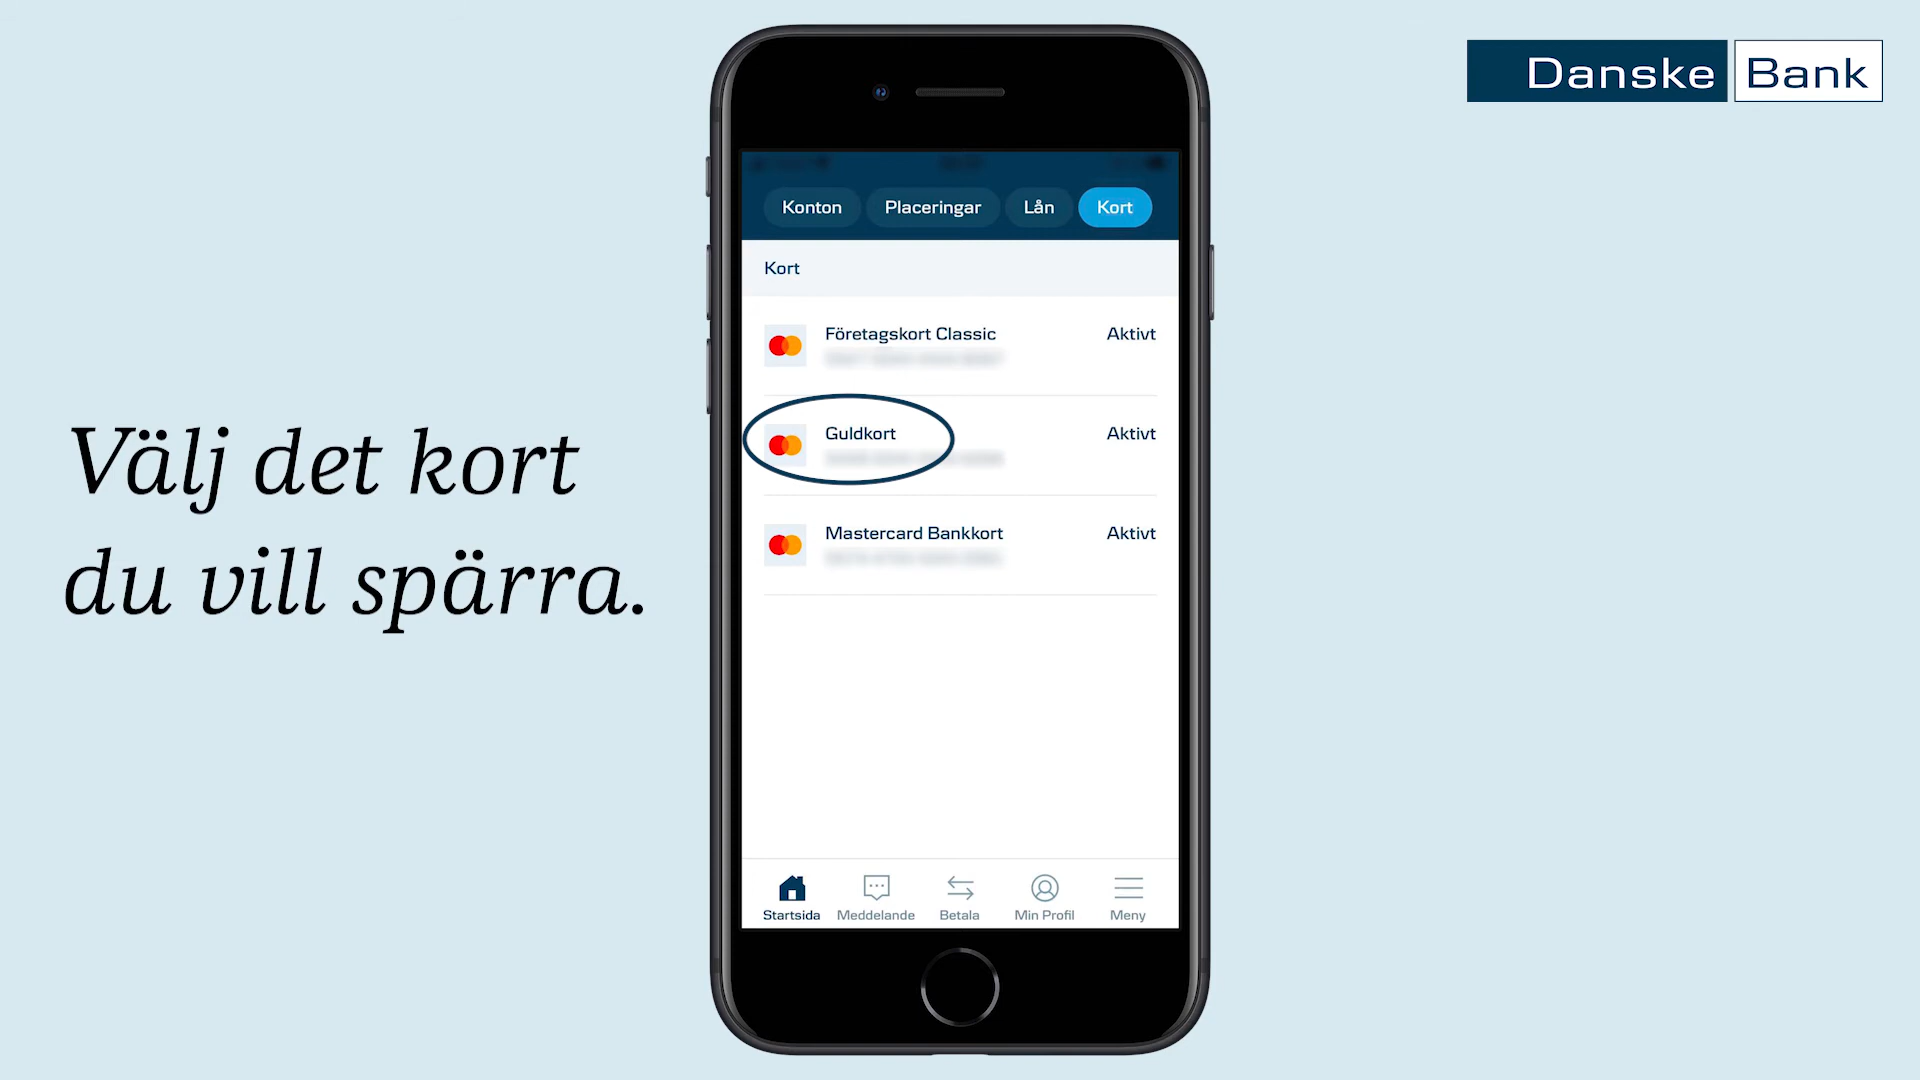 Danske Bank
Välj det kort
du vill spärra.
Konton Placeringar Lån Kort
Kort
Företagskort Classic Aktivt
Guldkort Aktivt
Mastercard Bankkort Aktivt
Startsida Meddelande Betala Min Profil Meny